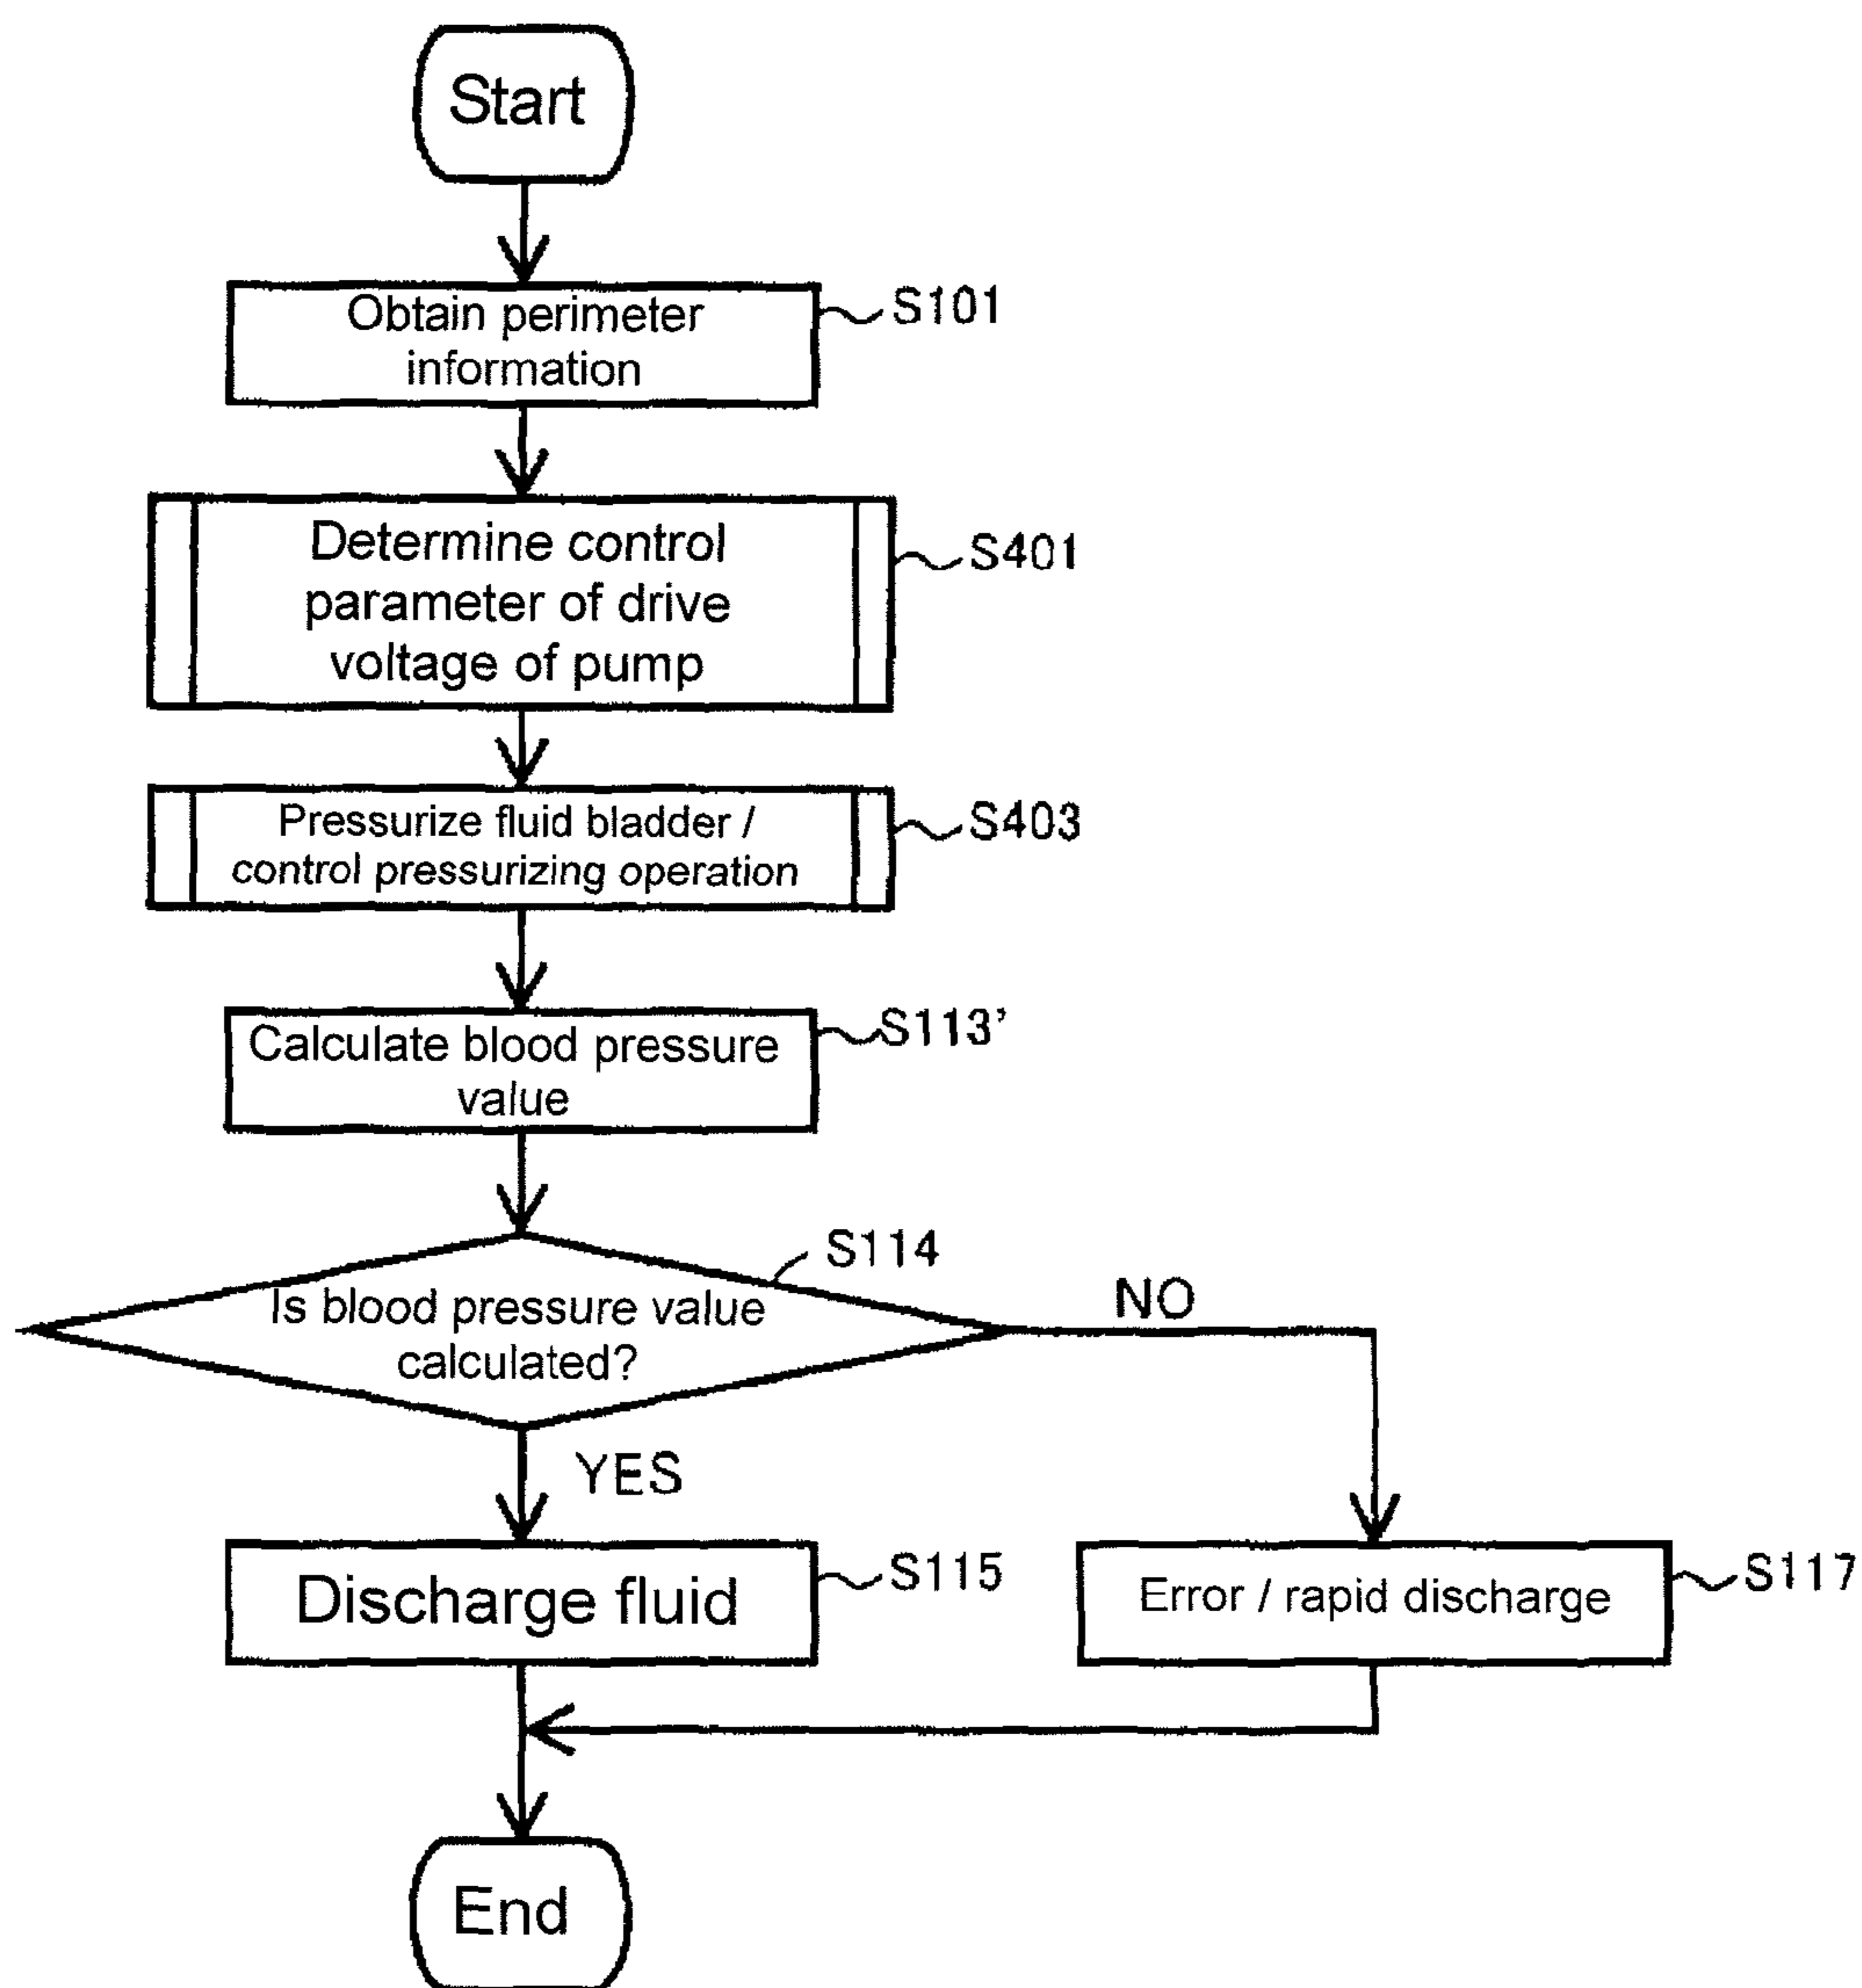 Start
Obtain perimeter
information
S101
Determine control
parameter of drive
voltage of pump
S401
Pressurize fluid bladder /
control pressurizing operation
S403
Calculate blood pressure
value
S113’
S114
Is blood pressure value
calculated?
NO
YES
Discharge fluid
S115
Error / rapid discharge
S117
End